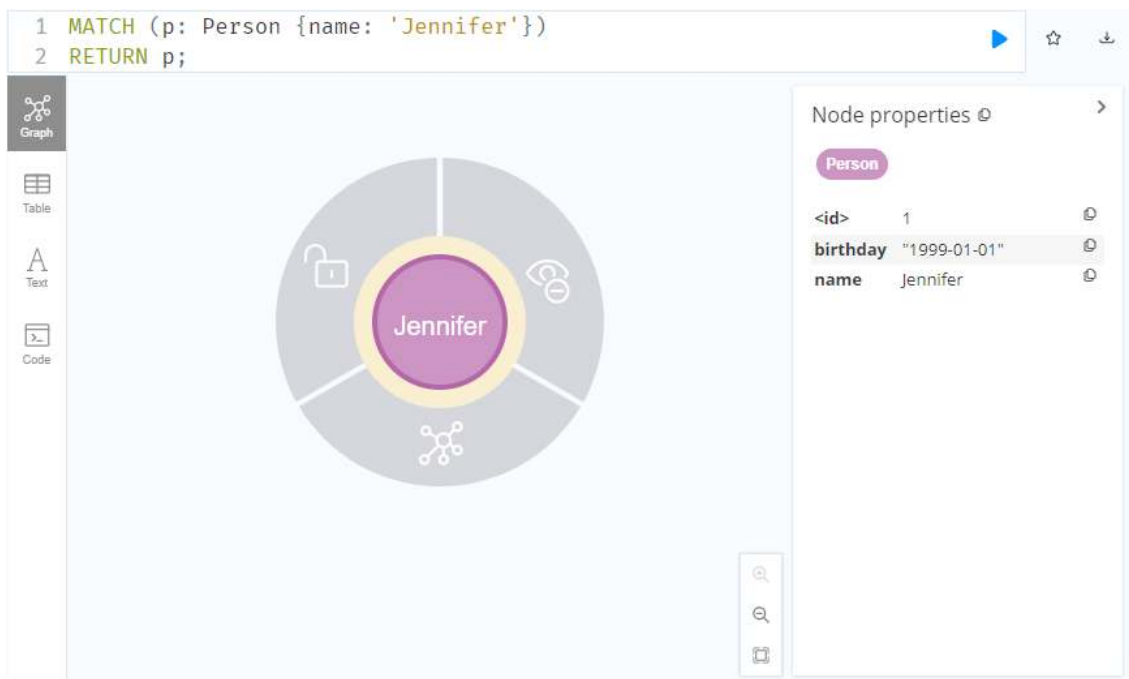 1 MATCH (p: Person {name: 'Jennifer'})
2 RETURN p;
Graph
Table
A
Text
Code
Jennifer
Node properties
Person
<id> 1
birthday "1999-01-01"
name Jennifer